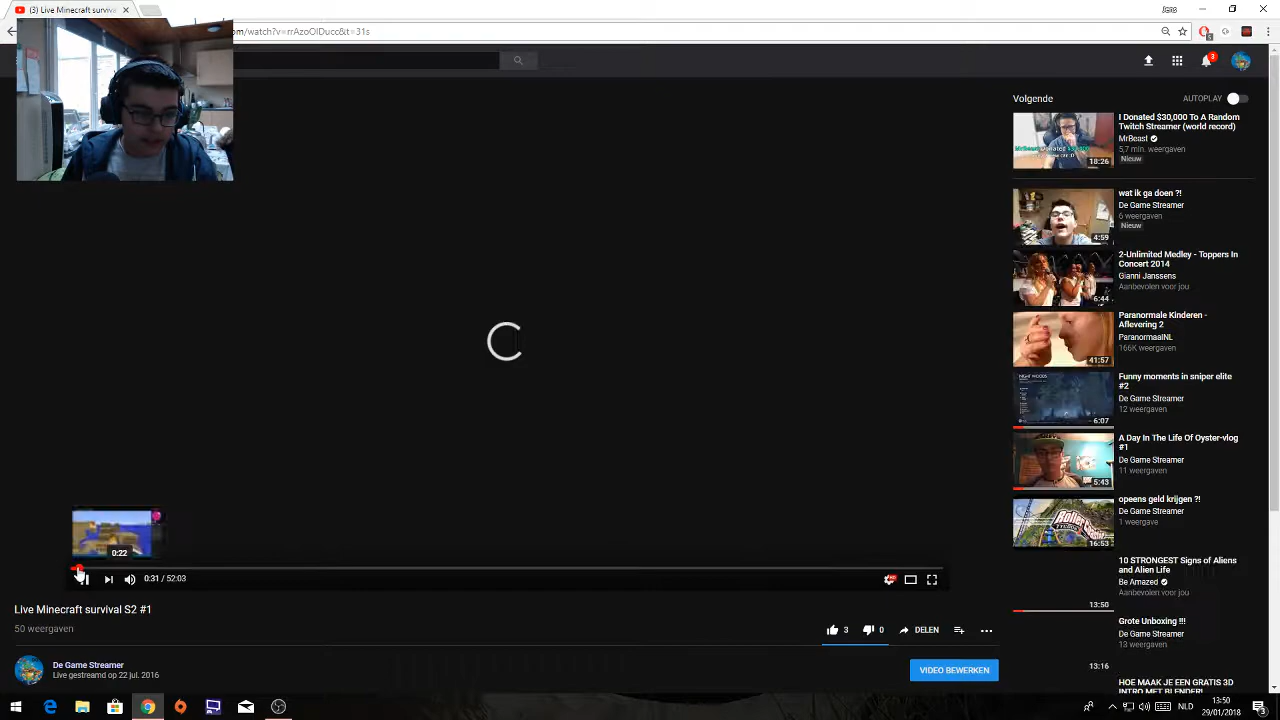 (3) Live Minecraft surviva
om/watch?v=rrAzoOlDucc&t=31s
3
Volgende
AUTOPLAY
18:26
I Donated $30,000 To A Random
Twitch Streamer (world record)
MrBeast
5,7 mln. weergaven
Nieuw
4:59
wat ik ga doen ?!
De Game Streamer
6 weergaven
Nieuw
6:44
2-Unlimited Medley - Toppers In
Concert 2014
Gianni Janssens
Aanbevolen voor jou
41:57
Paranormale Kinderen -
Aflevering 2
ParanormaalNL
166K weergaven
6:07
Funny moments in sniper elite
#2
De Game Streamer
12 weergaven
5:43
A Day In The Life Of Oyster-vlog
#1
De Game Streamer
11 weergaven
16:53
opeens geld krijgen ?!
De Game Streamer
1 weergave
13:50
10 STRONGEST Signs of Aliens
and Alien Life
Be Amazed
Aanbevolen voor jou
13:16
Grote Unboxing !!!
De Game Streamer
13 weergaven
HOE MAAK JE EEN GRATIS 3D
INTRO MET BLENDER!
0:22
0:31 / 52:03
Live Minecraft survival S2 #1
50 weergaven
3
0
DELEN
De Game Streamer
Live gestreamd op 22 jul. 2016
VIDEO BEWERKEN
NLD
13:50
29/01/2018